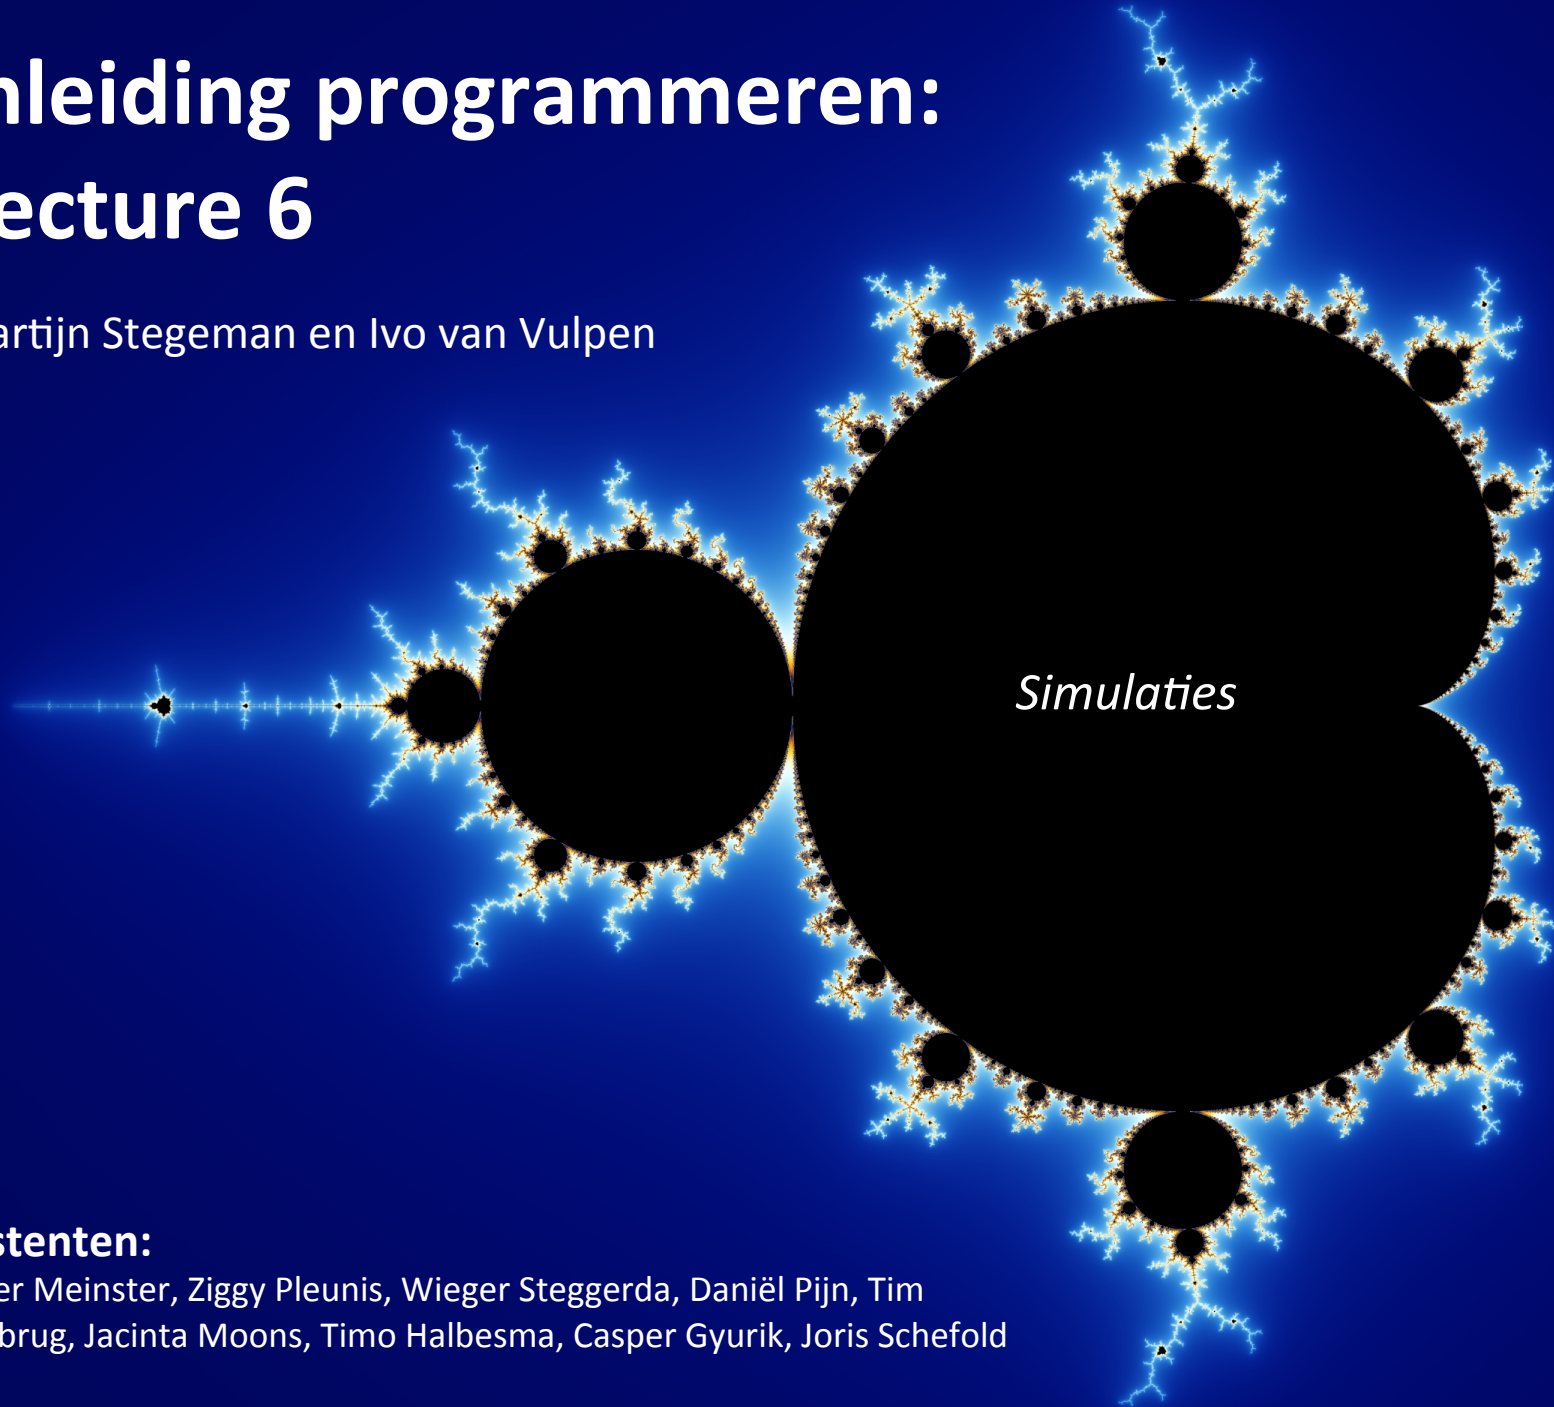 nleiding programmeren:
ecture 6
artijn Stegeman en Ivo van Vulpen
Simulaties
stenten:
er Meinster, Ziggy Pleunis, Wieger Steggerda, Daniël Pijn, Tim
brug, Jacinta Moons, Timo Halbesma, Casper Gyurik, Joris Schefold